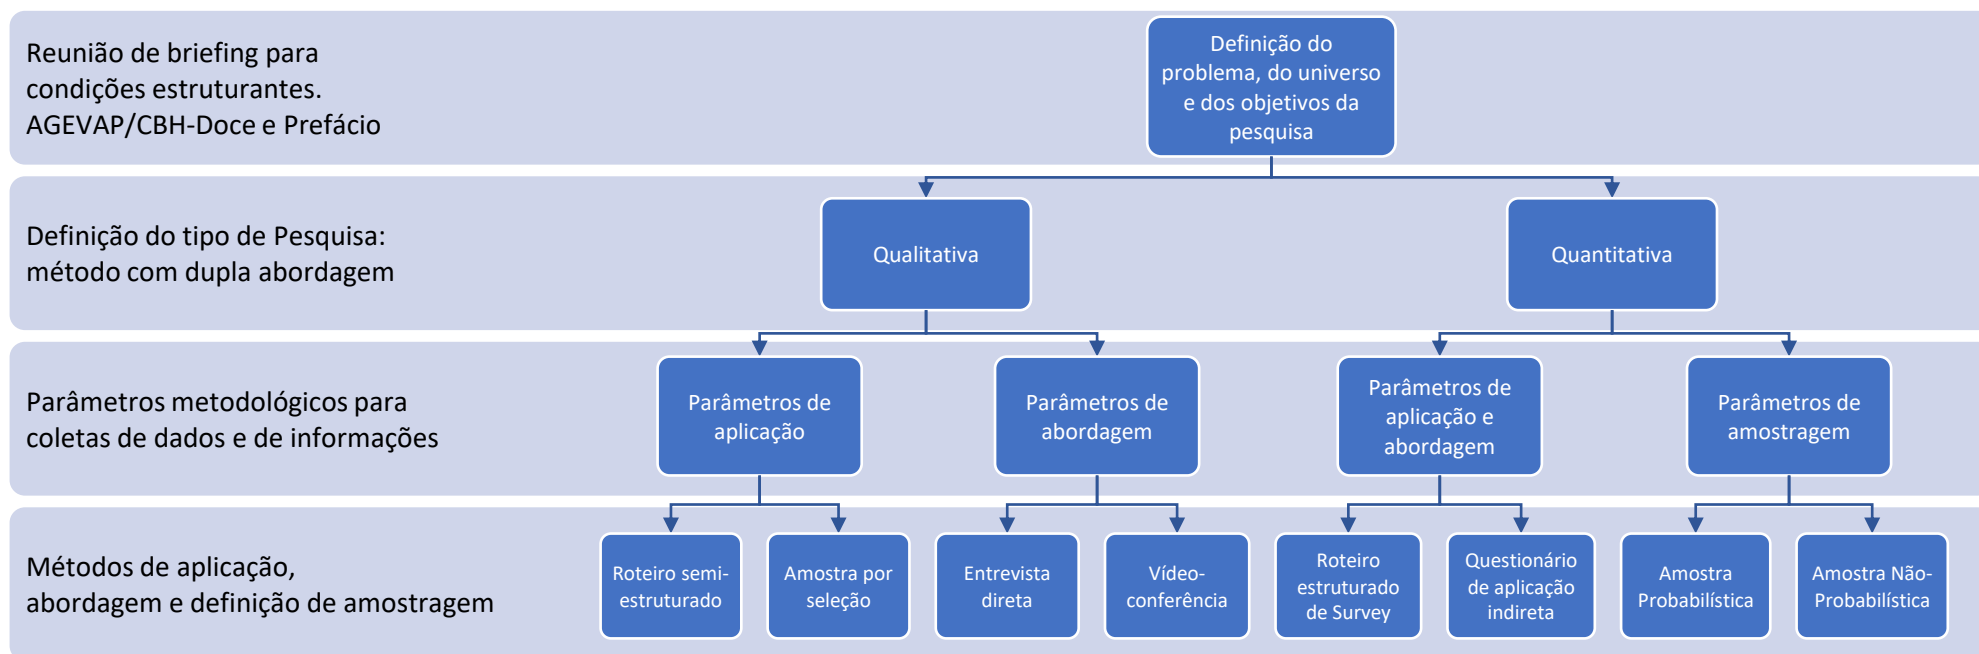 Reunião de briefing para
condições estruturantes.
AGEVAP/CBH-Doce e Prefácio
Definição do
problema, do universo
e dos objetivos da
pesquisa
Definição do tipo de Pesquisa:
método com dupla abordagem
Qualitativa
Quantitativa
Parâmetros metodológicos para
coletas de dados e de informações
Parâmetros de
aplicação
Parâmetros de
abordagem
Parâmetros de
aplicação e
abordagem
Parâmetros de
amostragem
Métodos de aplicação,
abordagem e definição de amostragem
Roteiro semi-
estruturado
Amostra por
seleção
Entrevista
direta
Vídeo-
conferência
Roteiro
estruturado
de Survey
Questionário
de aplicação
indireta
Amostra
Probabilística
Amostra Não-
Probabilística